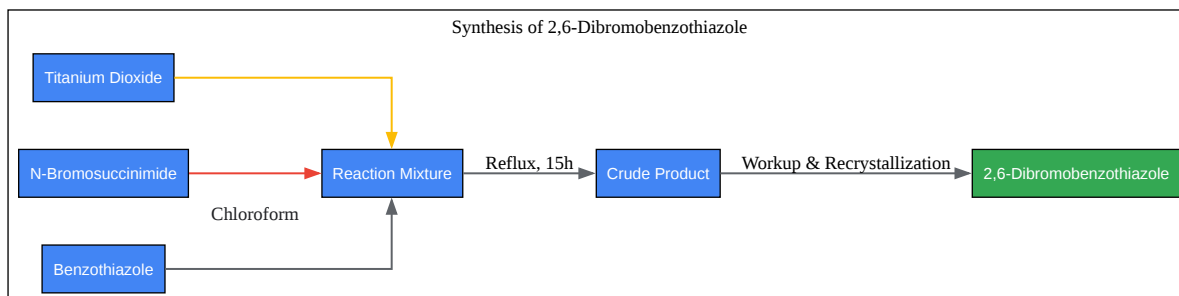 Synthesis of 2,6-Dibromobenzothiazole
Titanium Dioxide
N-Bromosuccinimide
Reaction Mixture
Reflux, 15h
Crude Product
Workup & Recrystallization
2,6-Dibromobenzothiazole
Chloroform
Benzothiazole